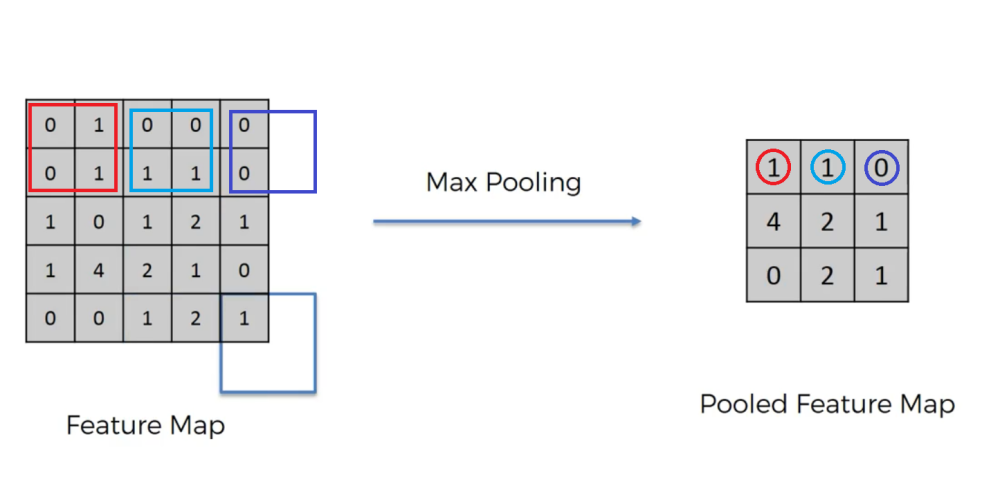 0 1 0 0 0
0 1 1 1 0
1 0 1 2 1
1 4 2 1 0
0 0 1 2 1
Feature Map
Max Pooling
1 1 0
4 2 1
0 2 1
Pooled Feature Map